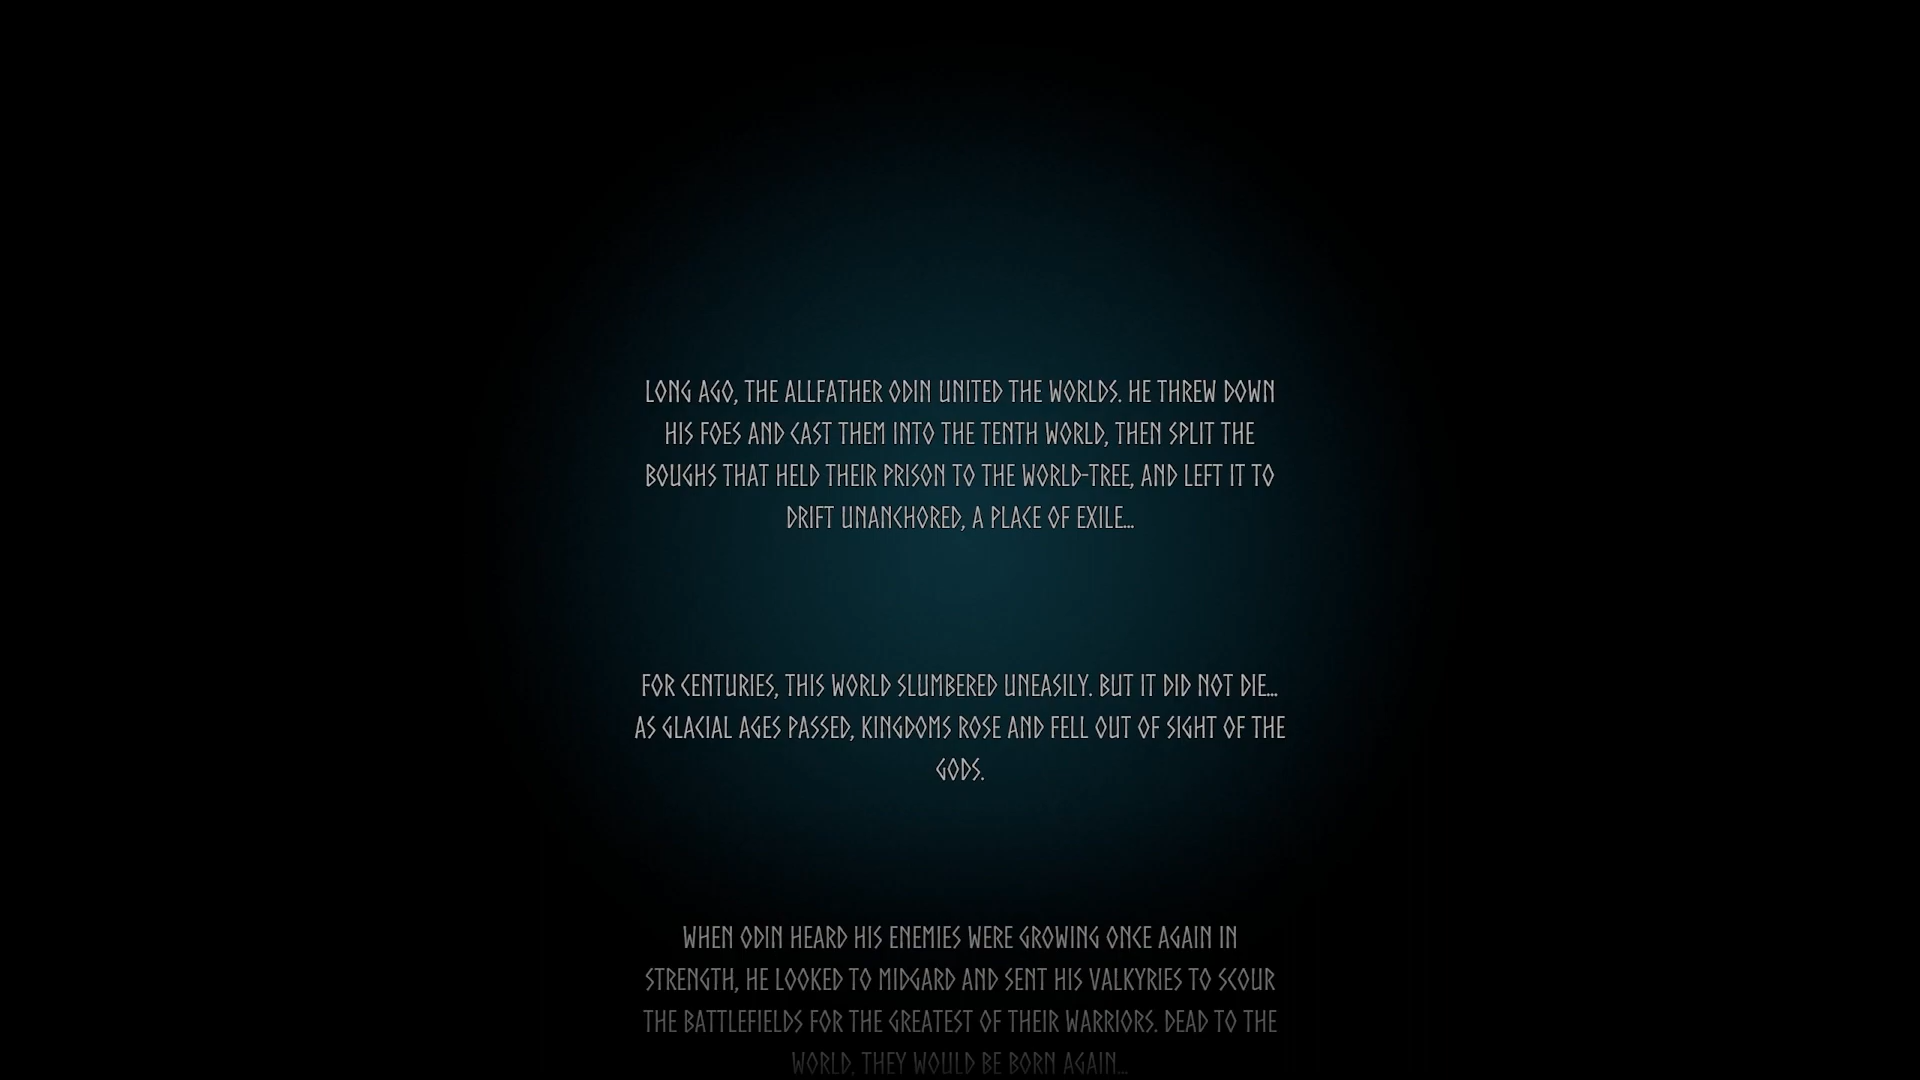 LONG AGO, THE ALLFATHER ODIN UNITED THE WORLDS. HE THREW DOWN
HIS FOES AND CAST THEM INTO THE TENTH WORLD, THEN SPLIT THE
BOUGHS THAT HELD THEIR PRISON TO THE WORLD-TREE, AND LEFT IT TO
DRIFT UNANCHORED, A PLACE OF EXILE...
FOR CENTURIES, THIS WORLD SLUMBERED UNEASILY. BUT IT DID NOT DIE...
AS GLACIAL AGES PASSED, KINGDOMS ROSE AND FELL OUT OF SIGHT OF THE
GODS.
WHEN ODIN HEARD HIS ENEMIES WERE GROWING ONCE AGAIN IN
STRENGTH, HE LOOKED TO MIDGARD AND SENT HIS VALKYRIES TO SCOUR
THE BATTLEFIELDS FOR THE GREATEST OF THEIR WARRIORS. DEAD TO THE
WORLD, THEY WOULD BE BORN AGAIN...